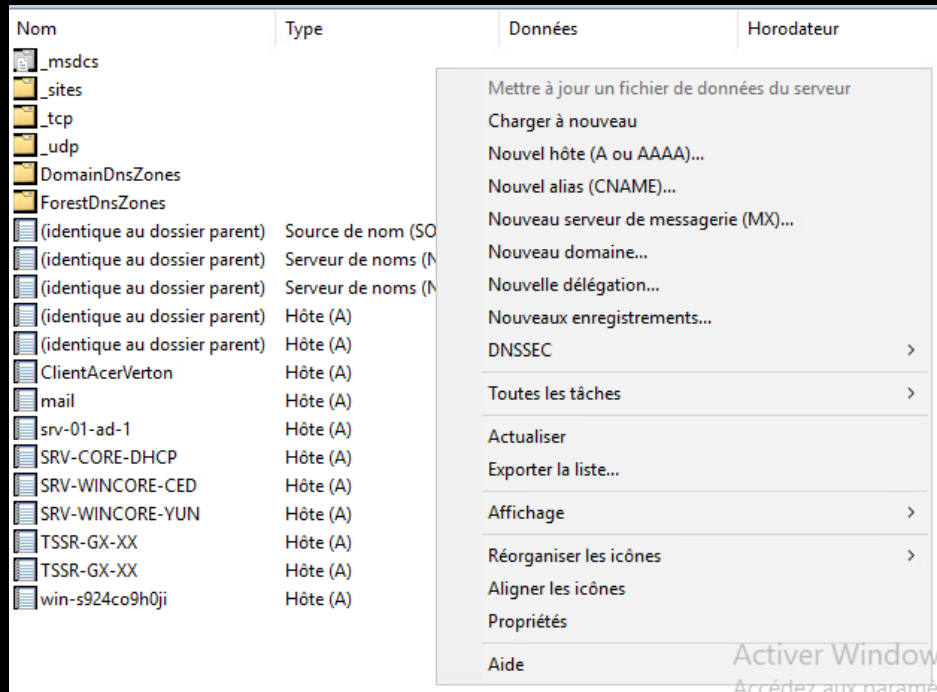 Nom Type Données Horodateur
_msdcs
_sites
_tcp
_udp
DomainDnsZones
ForestDnsZones
(identique au dossier parent) Source de nom (SO
(identique au dossier parent) Serveur de noms (N
(identique au dossier parent) Serveur de noms (N
(identique au dossier parent) Hôte (A)
(identique au dossier parent) Hôte (A)
ClientAcerVerton Hôte (A)
mail Hôte (A)
srv-01-ad-1 Hôte (A)
SRV-CORE-DHCP Hôte (A)
SRV-WINCORE-CED Hôte (A)
SRV-WINCORE-YUN Hôte (A)
TSSR-GX-XX Hôte (A)
TSSR-GX-XX Hôte (A)
win-s924co9h0ji Hôte (A)
Mettre à jour un fichier de données du serveur
Charger à nouveau
Nouvel hôte (A ou AAAA)...
Nouvel alias (CNAME)...
Nouveau serveur de messagerie (MX)...
Nouveau domaine...
Nouvelle délégation...
Nouveaux enregistrements...
DNSSEC
Toutes les tâches
Actualiser
Exporter la liste...
Affichage
Réorganiser les icônes
Aligner les icônes
Propriétés
Aide
Activer Window
Accédez aux paramè